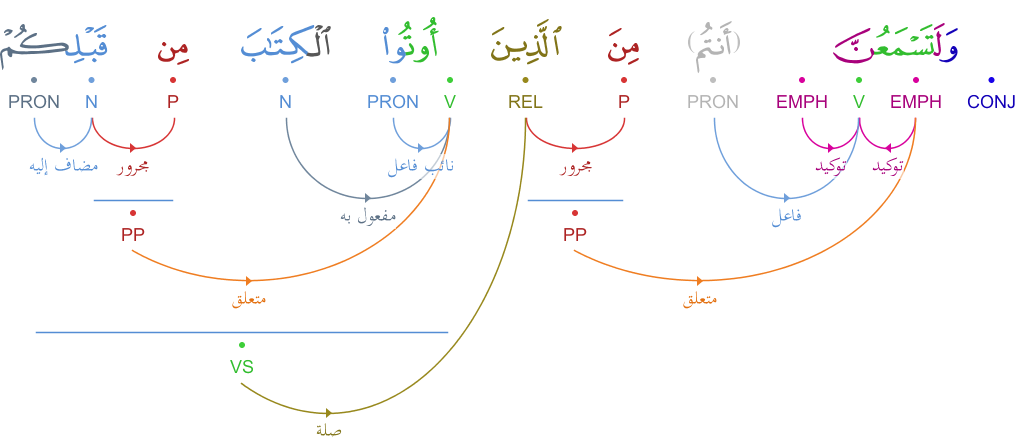 وَلَتَسْمَعُنَّ (أَنتُمْ) مِنَ ٱلَّذِينَ أُوتُوا۟ ٱلْكِتَٰبَ مِن قَبْلِكُمْ
CONJ EMPH V EMPH PRON P REL V PRON N P N PRON
توكيد توكيد مجرور نائب فاعل مجرور مضاف إليه
فاعل مفعول به
PP PP
متعلق متعلق
VS
صلة